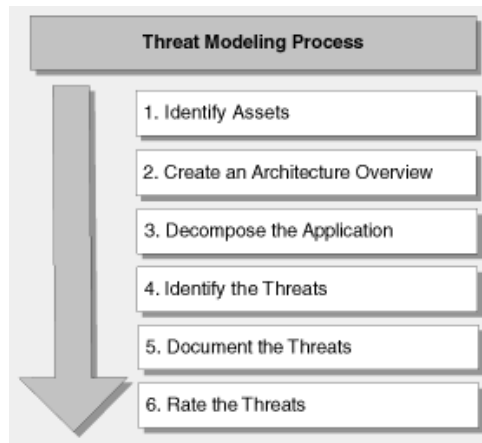 Threat Modeling Process
1. Identify Assets
2. Create an Architecture Overview
3. Decompose the Application
4. Identify the Threats
5. Document the Threats
6. Rate the Threats